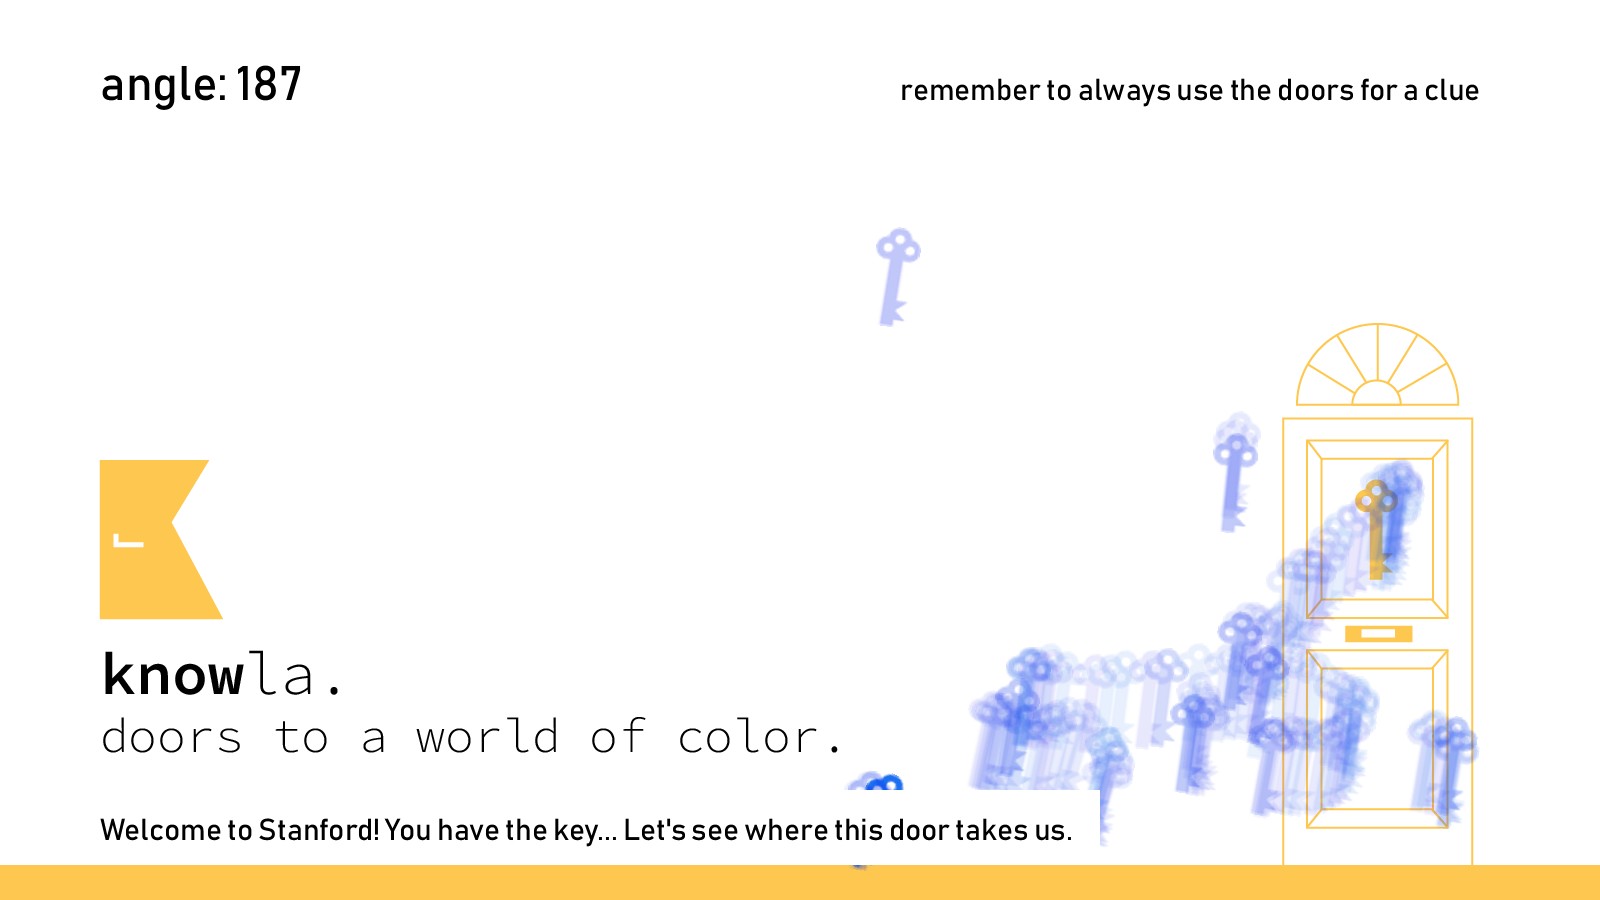 angle: 187
remember to always use the doors for a clue
knowla.
doors to a world of color.
Welcome to Stanford! You have the key... Let's see where this door takes us.